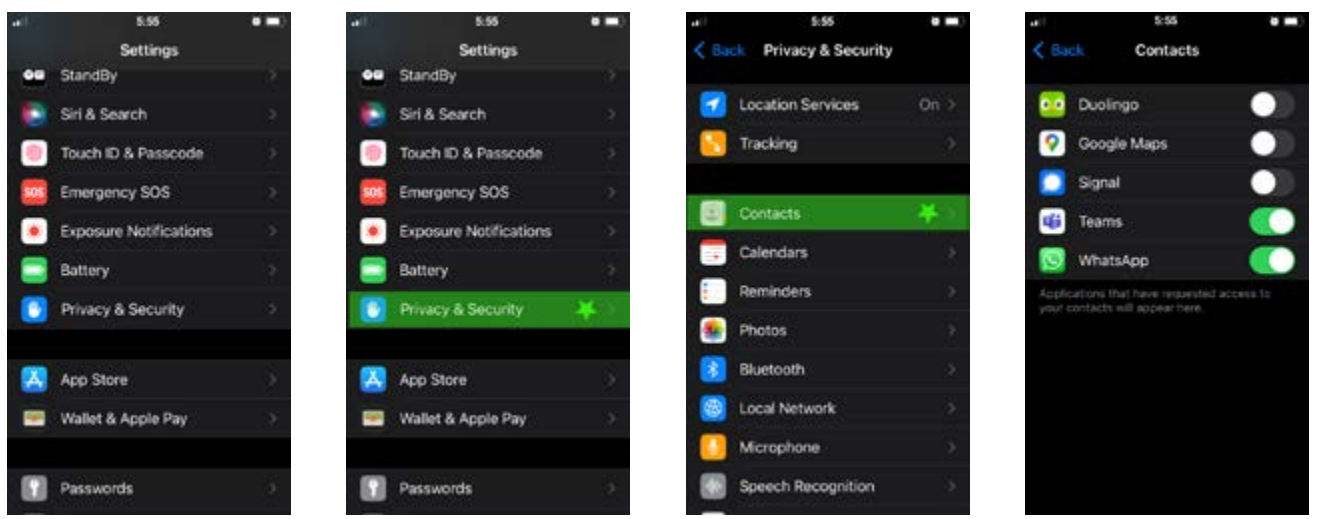 5:55
Settings
StandBy
Siri & Search
Touch ID & Passcode
SOS Emergency SOS
Exposure Notifications
Battery
Privacy & Security
App Store
Wallet & Apple Pay
Passwords
5:55
Settings
StandBy
Siri & Search
Touch ID & Passcode
SOS Emergency SOS
Exposure Notifications
Battery
Privacy & Security
App Store
Wallet & Apple Pay
Passwords
5:55
Back Privacy & Security
Location Services On
Tracking
Contacts
Calendars
Reminders
Photos
Bluetooth
Local Network
Microphone
Speech Recognition
5:55
Back Contacts
Duolingo
Google Maps
Signal
Teams
WhatsApp
Applications that have requested access to
your contacts will appear here.